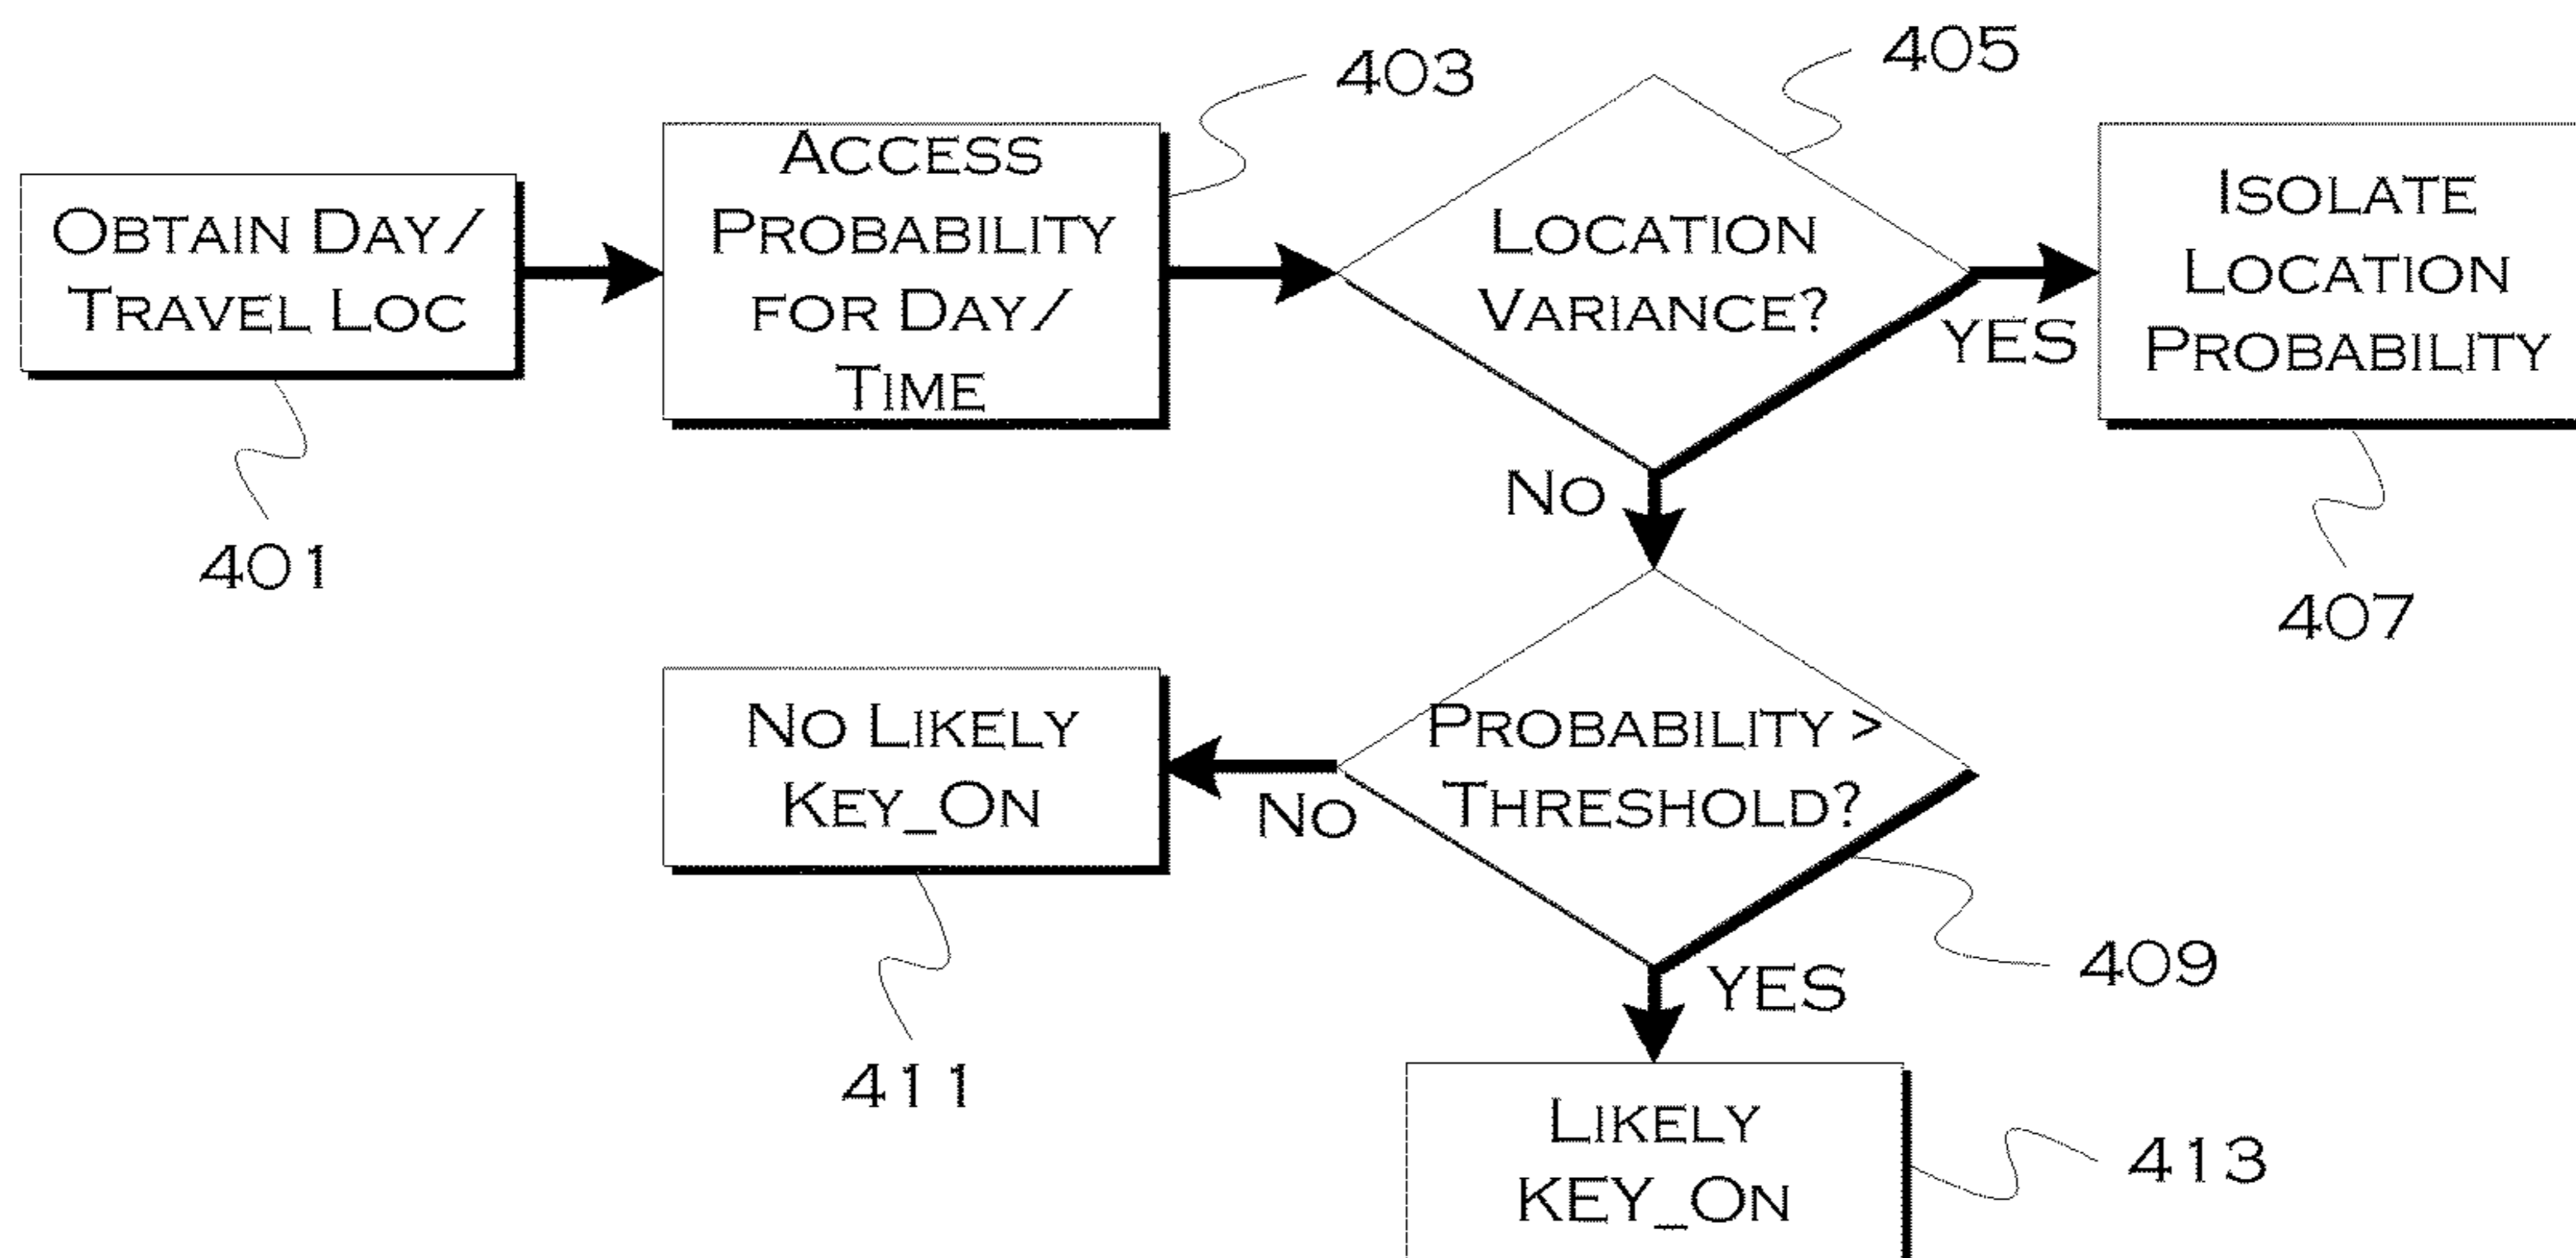 OBTAIN DAY/
TRAVEL LOC
401
ACCESS
PROBABILITY
FOR DAY/
TIME
403
LOCATION
VARIANCE?
405
YES
ISOLATE
LOCATION
PROBABILITY
407
NO
PROBABILITY >
THRESHOLD?
409
NO
NO LIKELY
KEY_ON
411
YES
LIKELY
KEY_ON
413